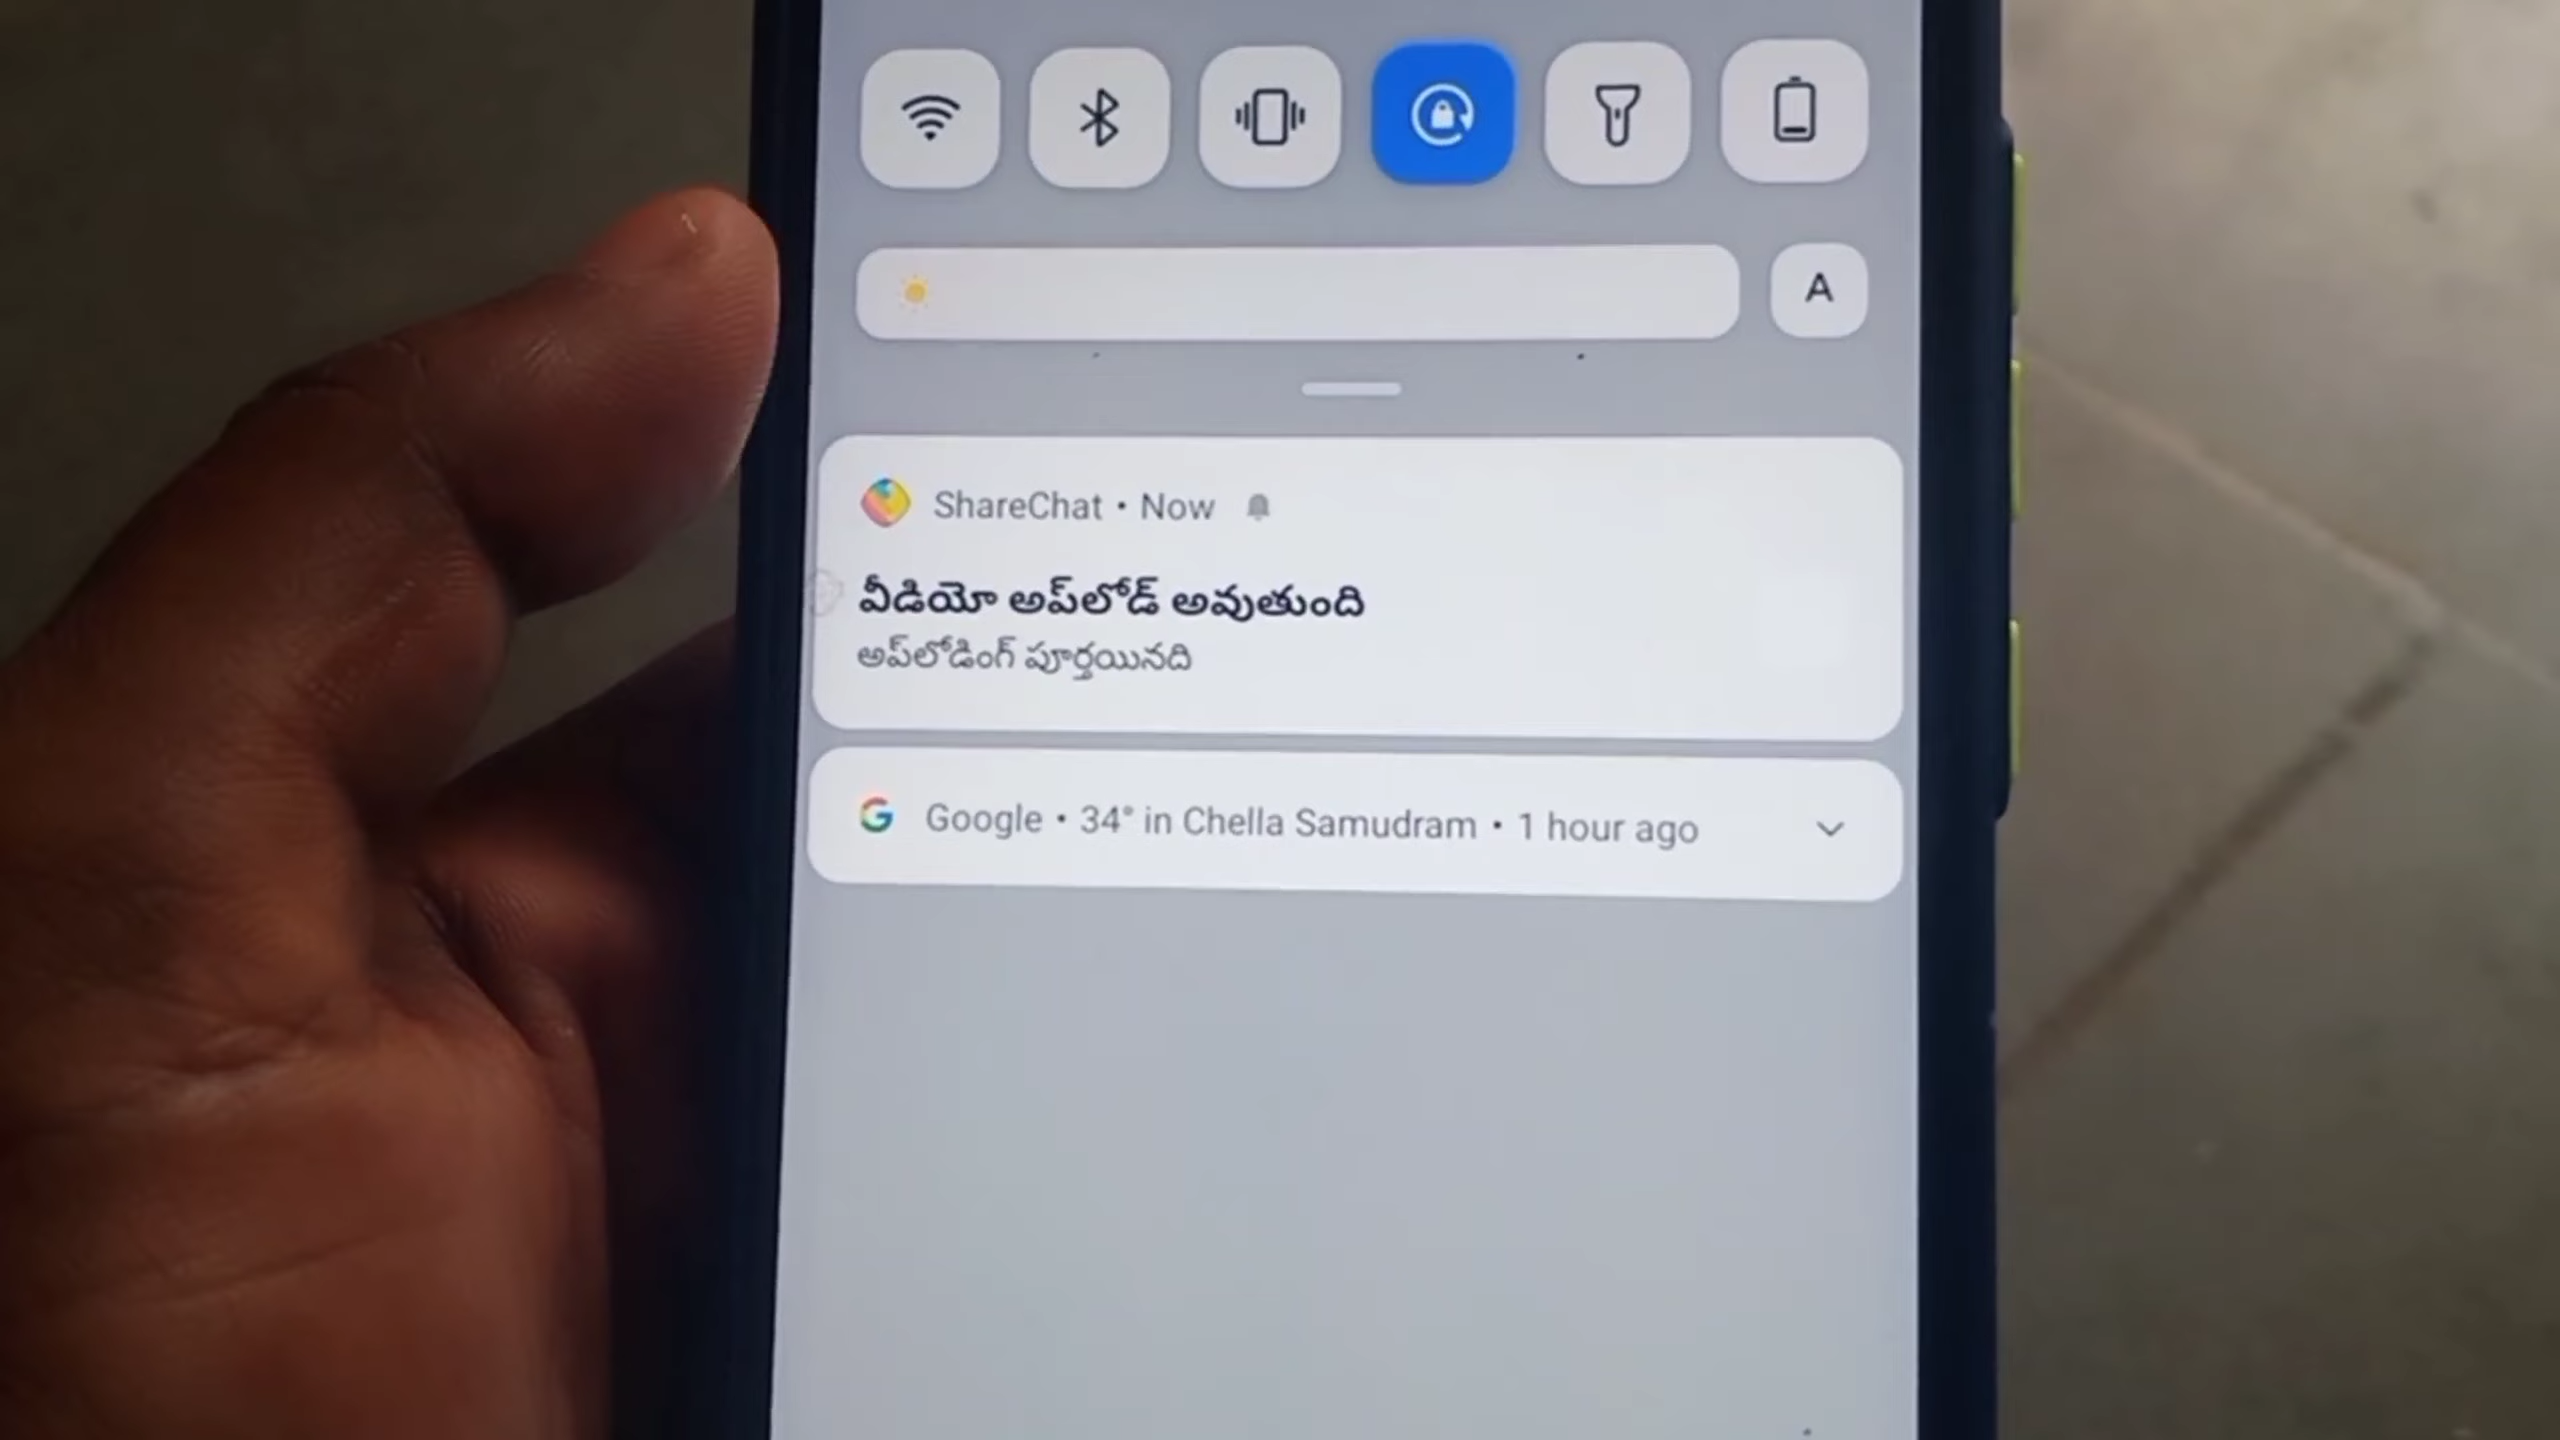 A
ShareChat • Now
వీడియో అప్‌లోడ్ అవుతుంది
అప్‌లోడింగ్ పూర్తయినది
Google • 34° in Chella Samudram • 1 hour ago